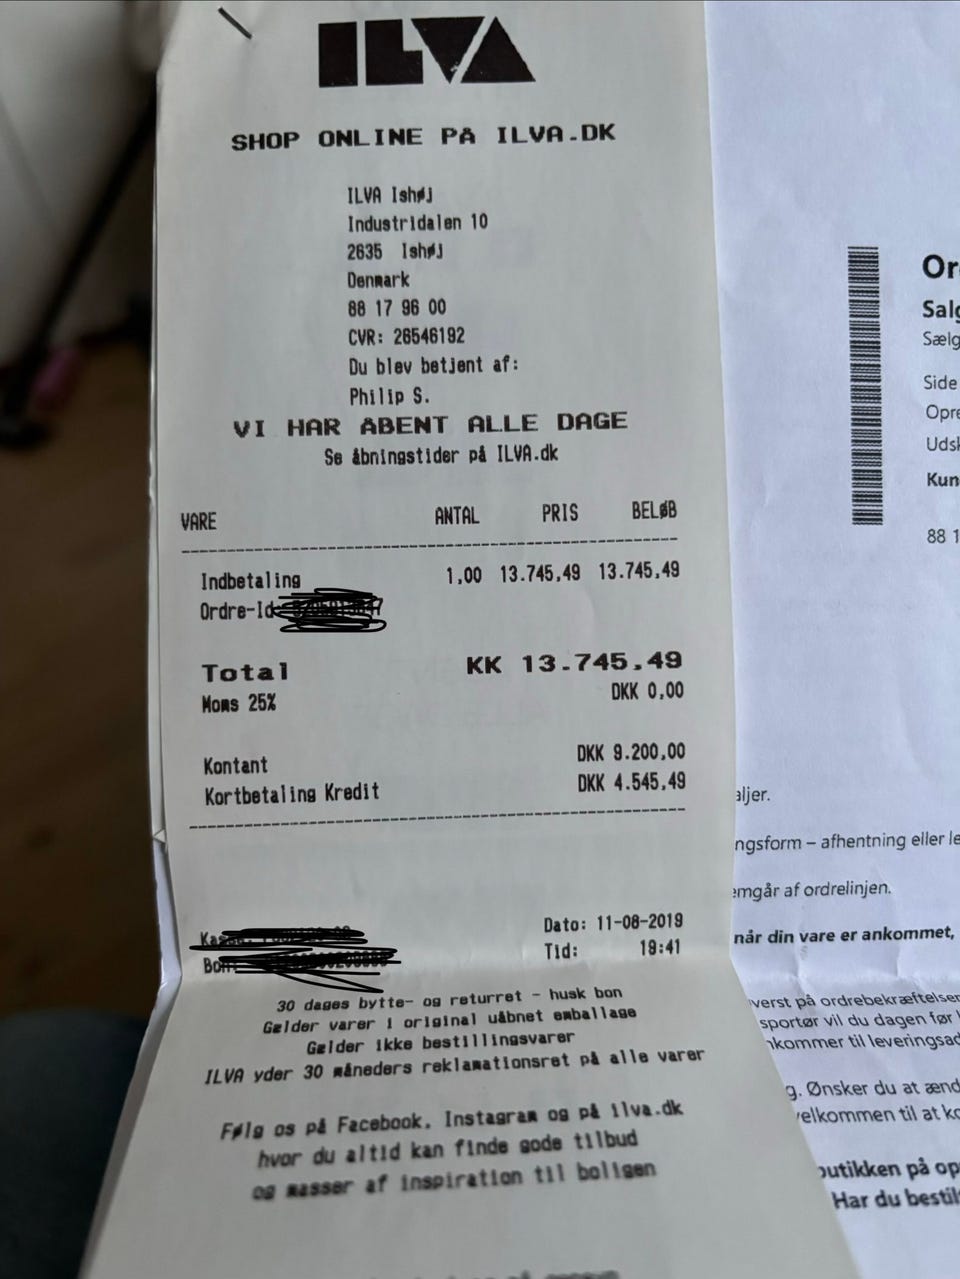 ILVA
SHOP ONLINE PÅ ILVA.DK
ILVA Ishøj
Industridalen 10
2635 Ishøj
Denmark
88 17 96 00
CVR: 26546192
Du blev betjent af:
Philip S.
VI HAR ÅBENT ALLE DAGE
Se åbningstider på ILVA.dk
VARE ANTAL PRIS BELØB
Indbetaling 1,00 13.745,49 13.745,49
Ordre-Id:
Total KK 13.745,49
Moms 25% DKK 0,00
Kontant DKK 9.200,00
Kortbetaling Kredit DKK 4.545,49
Dato: 11-08-2019
Bon: Tid: 19:41
30 dages bytte- og returret - husk bon
Gælder varer i original uåbnet emballage
Gælder ikke bestillingsvarer
ILVA yder 30 måneders reklamationsret på alle varer
Følg os på Facebook, Instagram og på ilva.dk
hvor du altid kan finde gode tilbud
og masser af inspiration til boligen
Or
Salg
Sælg
Side
Opre
Udsk
Kun
88 1
aljer.
ngsform – afhentning eller le
emgår af ordrelinjen.
når din vare er ankommet,
verst på ordrebekræftelser
sportør vil du dagen før
nkommer til leveringsad
g. Ønsker du at ænd
velkommen til at ko
butikken på op
Har du bestil